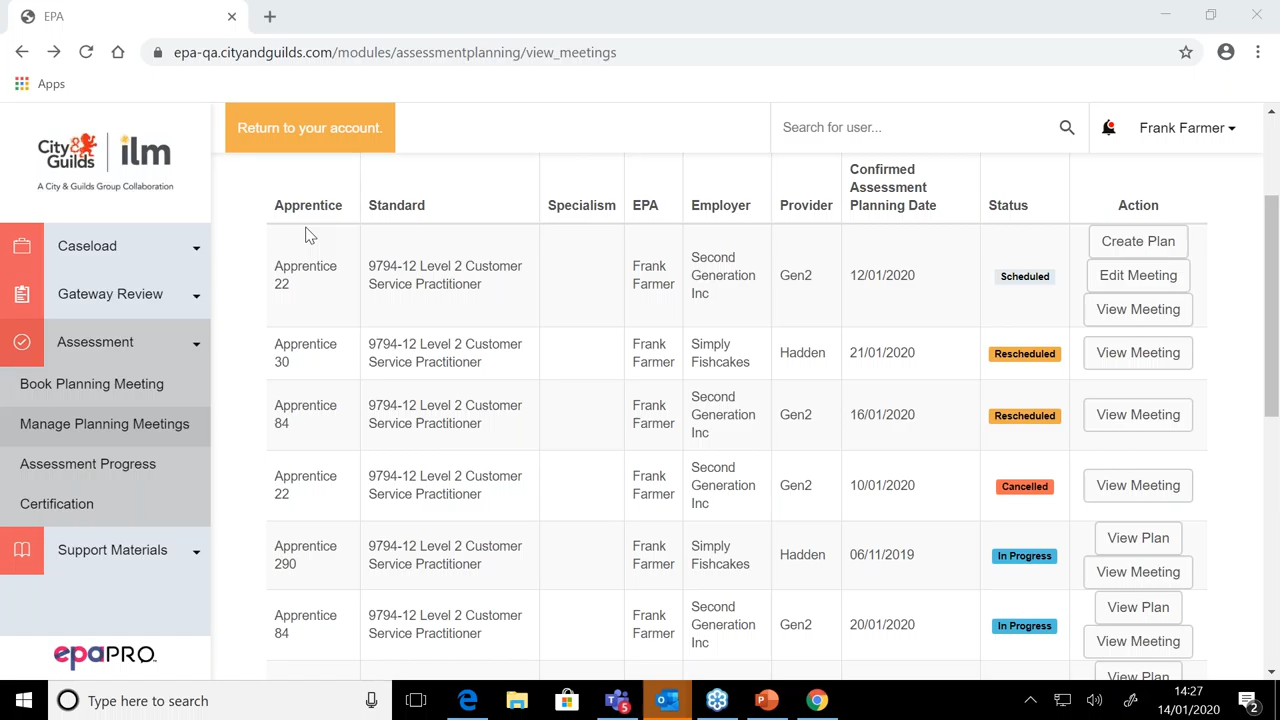 EPA
epa-qa.cityandguilds.com/modules/assessmentplanning/view_meetings
Apps
City & Guilds | ilm
A City & Guilds Group Collaboration
Return to your account.
Search for user...
Frank Farmer
Caseload
Gateway Review
Assessment
Book Planning Meeting
Manage Planning Meetings
Assessment Progress
Certification
Support Materials
epaPRO
Apprentice
Standard
Specialism
EPA
Employer
Provider
Confirmed
Assessment
Planning Date
Status
Action
Apprentice
22
9794-12 Level 2 Customer
Service Practitioner
Frank
Farmer
Second
Generation
Inc
Gen2
12/01/2020
Scheduled
Create Plan
Edit Meeting
View Meeting
Apprentice
30
9794-12 Level 2 Customer
Service Practitioner
Frank
Farmer
Simply
Fishcakes
Hadden
21/01/2020
Rescheduled
View Meeting
Apprentice
84
9794-12 Level 2 Customer
Service Practitioner
Frank
Farmer
Second
Generation
Inc
Gen2
16/01/2020
Rescheduled
View Meeting
Apprentice
22
9794-12 Level 2 Customer
Service Practitioner
Frank
Farmer
Second
Generation
Inc
Gen2
10/01/2020
Cancelled
View Meeting
Apprentice
290
9794-12 Level 2 Customer
Service Practitioner
Frank
Farmer
Simply
Fishcakes
Hadden
06/11/2019
In Progress
View Plan
View Meeting
Apprentice
84
9794-12 Level 2 Customer
Service Practitioner
Frank
Farmer
Second
Generation
Inc
Gen2
20/01/2020
In Progress
View Plan
View Meeting
View Plan
Type here to search
5
14:27
14/01/2020
2